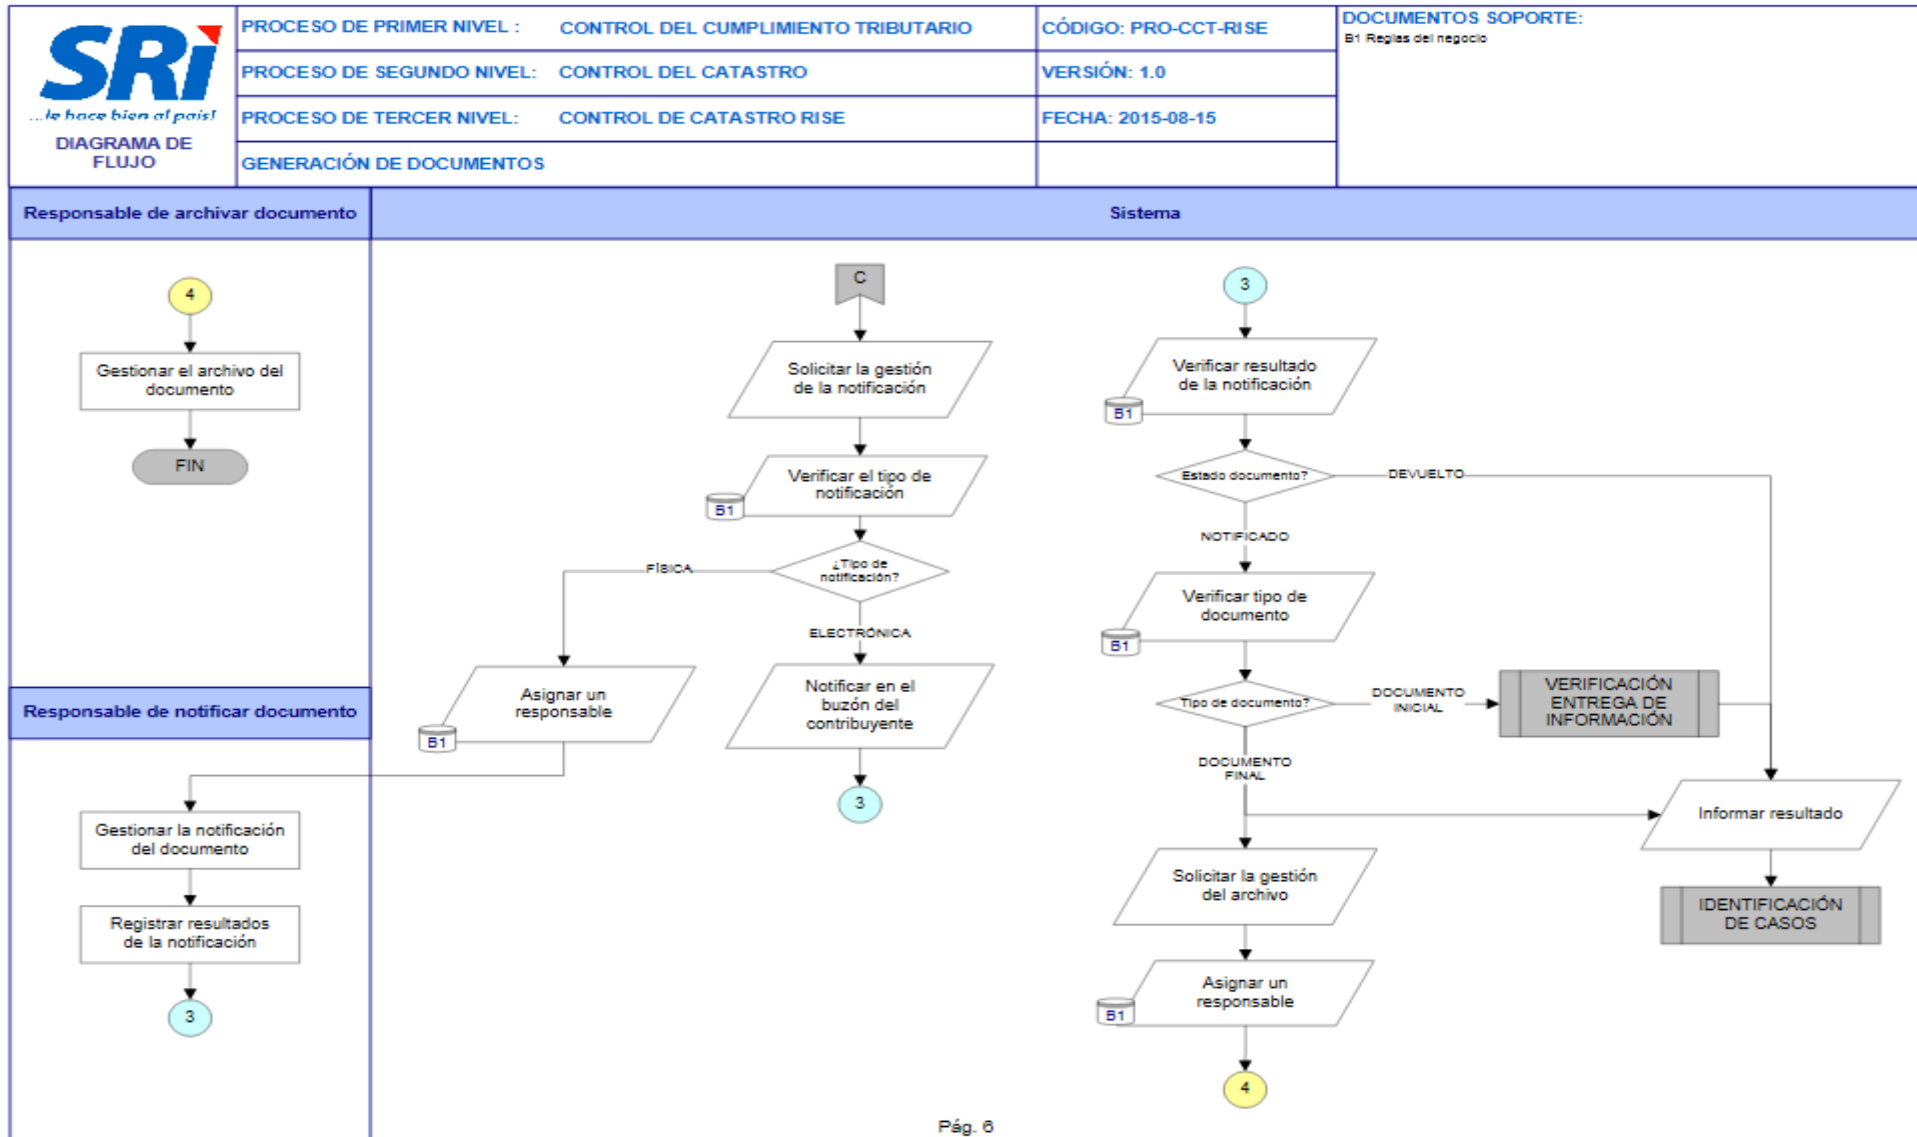 SRi
...le hace bien al país!
DIAGRAMA DE
FLUJO
PROCESO DE PRIMER NIVEL : CONTROL DEL CUMPLIMIENTO TRIBUTARIO
CÓDIGO: PRO-CCT-RISE
PROCESO DE SEGUNDO NIVEL: CONTROL DEL CATASTRO
VERSIÓN: 1.0
PROCESO DE TERCER NIVEL: CONTROL DE CATASTRO RISE
FECHA: 2015-08-15
GENERACIÓN DE DOCUMENTOS
DOCUMENTOS SOPORTE:
B1 Reglas del negocio
Responsable de archivar documento
Sistema
4
Gestionar el archivo del
documento
FIN
Responsable de notificar documento
Gestionar la notificación
del documento
Registrar resultados
de la notificación
3
C
Solicitar la gestión
de la notificación
Verificar el tipo de
notificación
B1
¿Tipo de
notificación?
FÍSICA
ELECTRÓNICA
Asignar un
responsable
B1
Notificar en el
buzón del
contribuyente
3
3
Verificar resultado
de la notificación
B1
Estado documento?
DEVUELTO
NOTIFICADO
Verificar tipo de
documento
B1
Tipo de documento?
DOCUMENTO
INICIAL
VERIFICACIÓN
ENTREGA DE
INFORMACIÓN
DOCUMENTO
FINAL
Informar resultado
IDENTIFICACIÓN
DE CASOS
Solicitar la gestión
del archivo
Asignar un
responsable
B1
4
Pág. 6